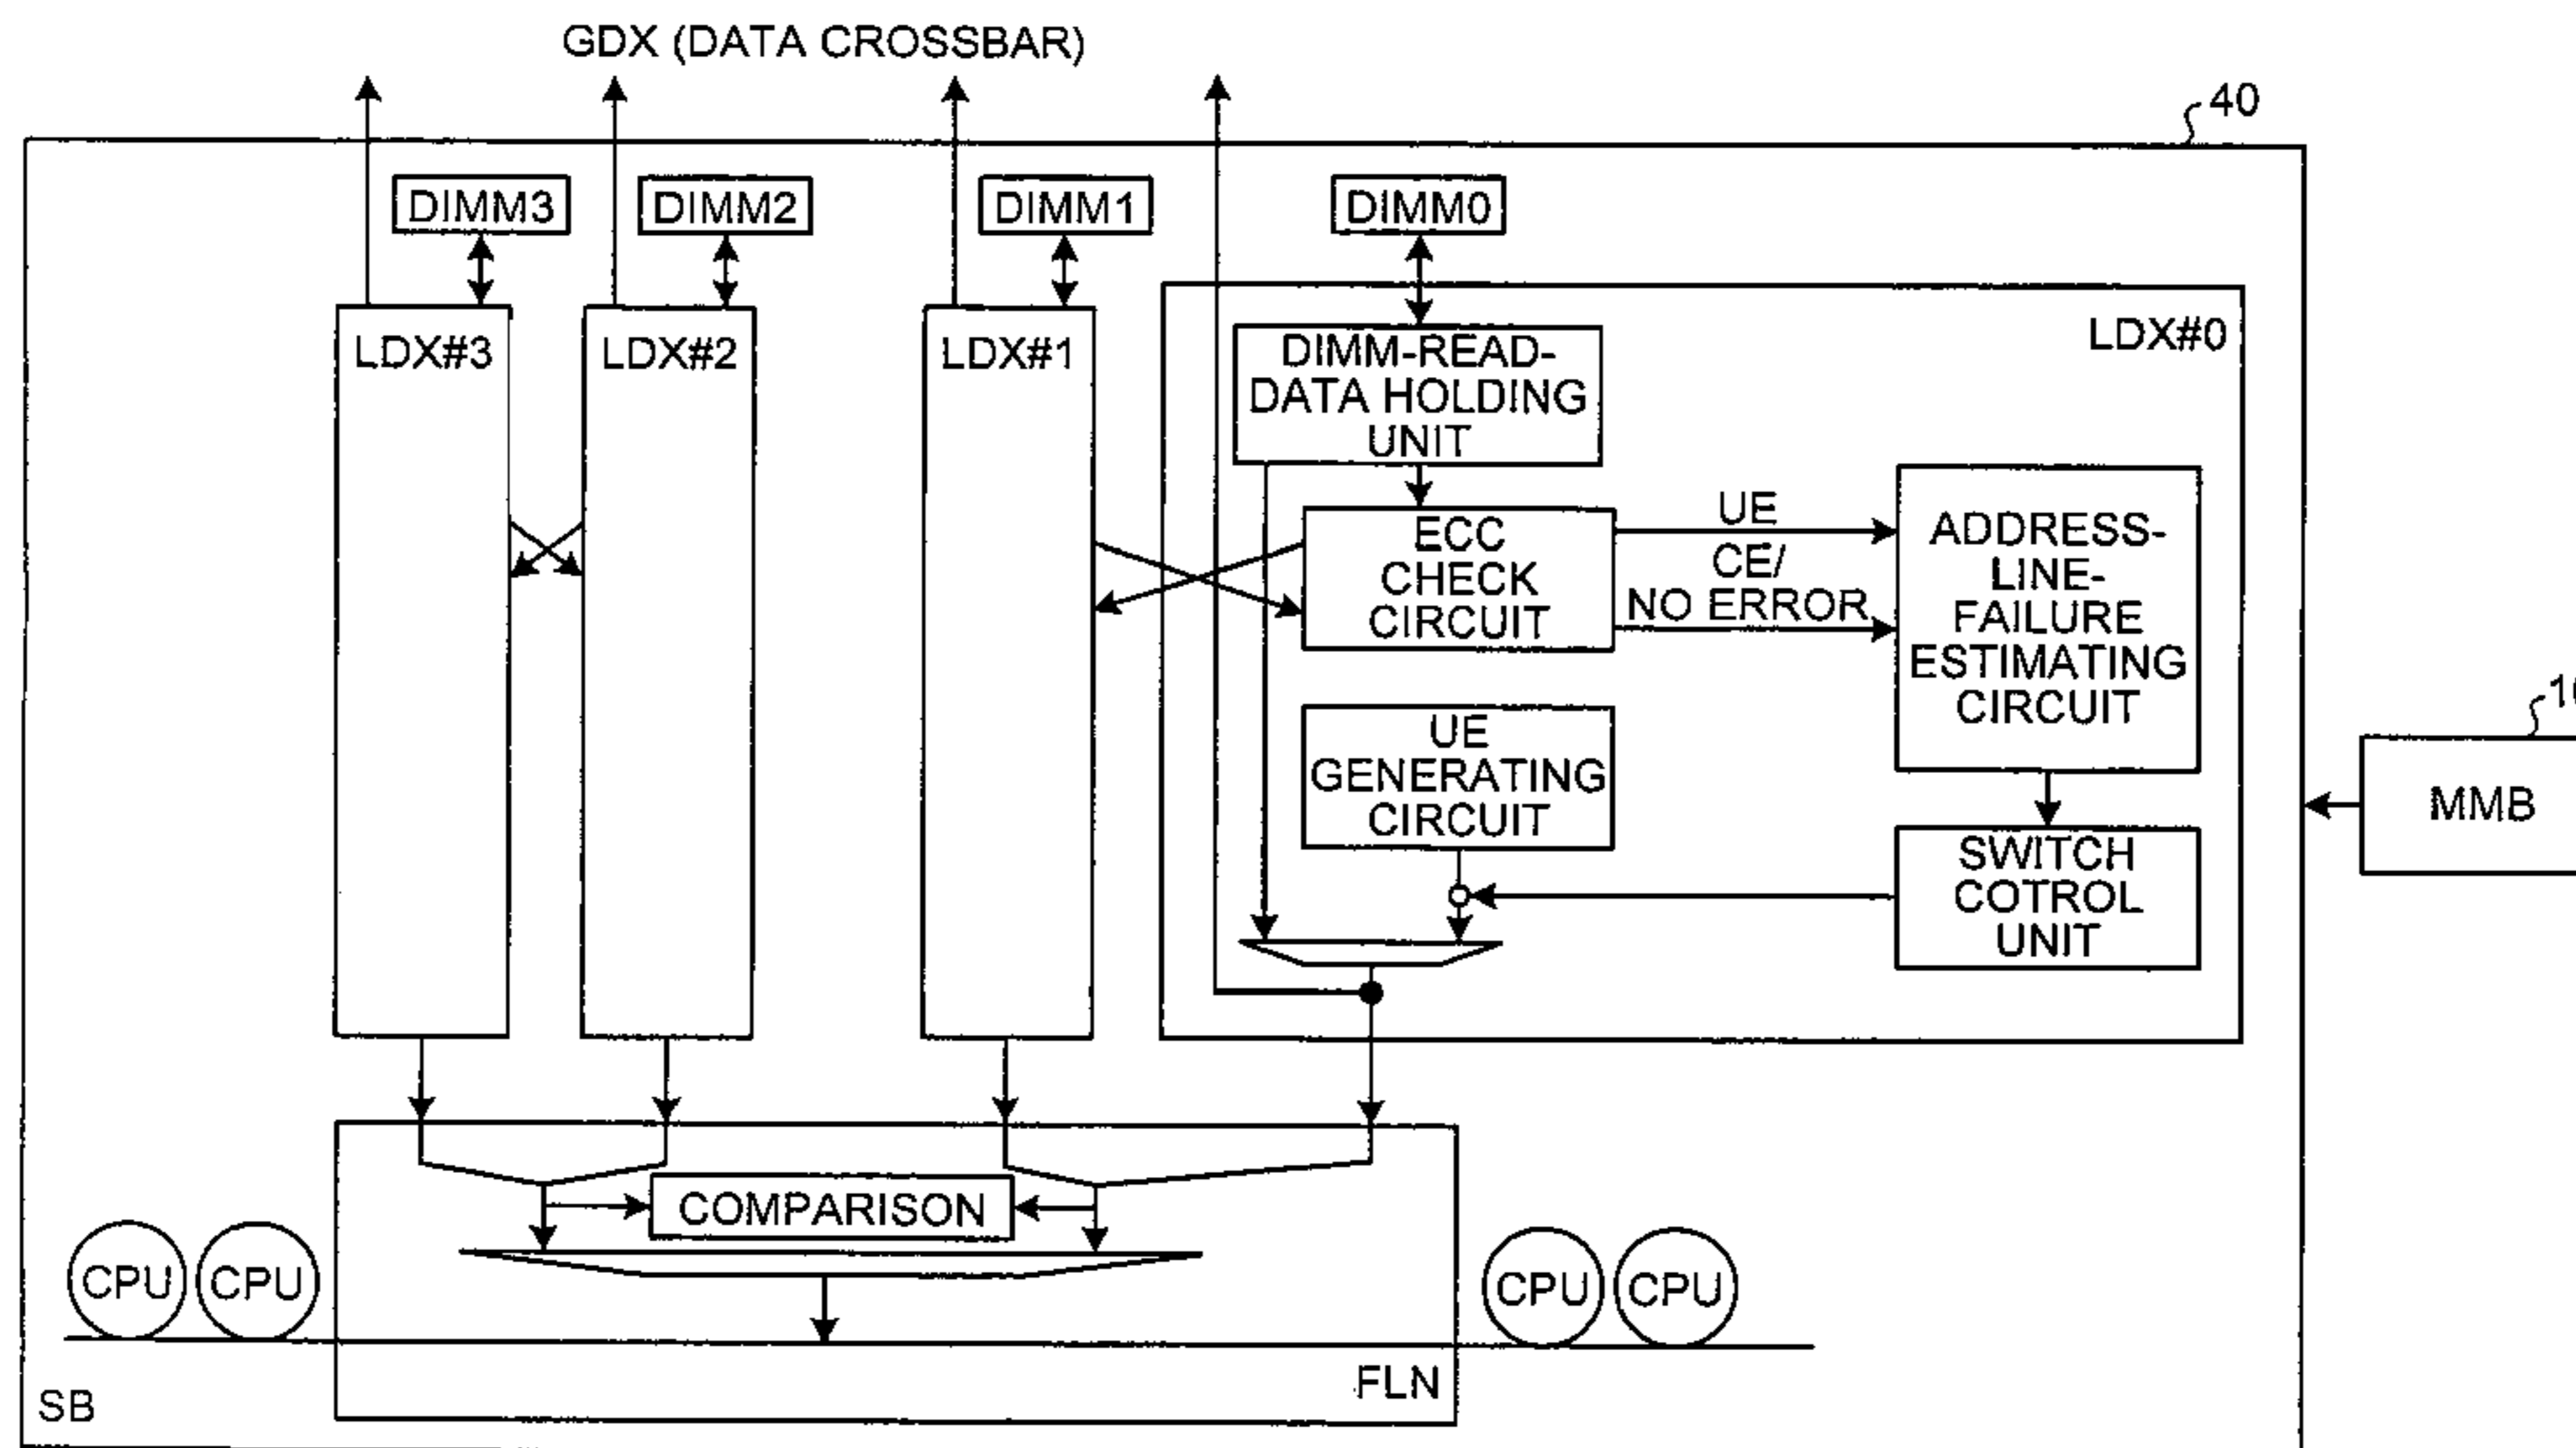 GDX (DATA CROSSBAR)
40
DIMM3
DIMM2
DIMM1
DIMM0
LDX#3
LDX#2
LDX#1
LDX#0
DIMM-READ-
DATA HOLDING
UNIT
ECC
CHECK
CIRCUIT
UE
CE/
NO ERROR
ADDRESS-
LINE-
FAILURE
ESTIMATING
CIRCUIT
UE
GENERATING
CIRCUIT
SWITCH
COTROL
UNIT
MMB
COMPARISON
CPU
CPU
CPU
CPU
FLN
SB